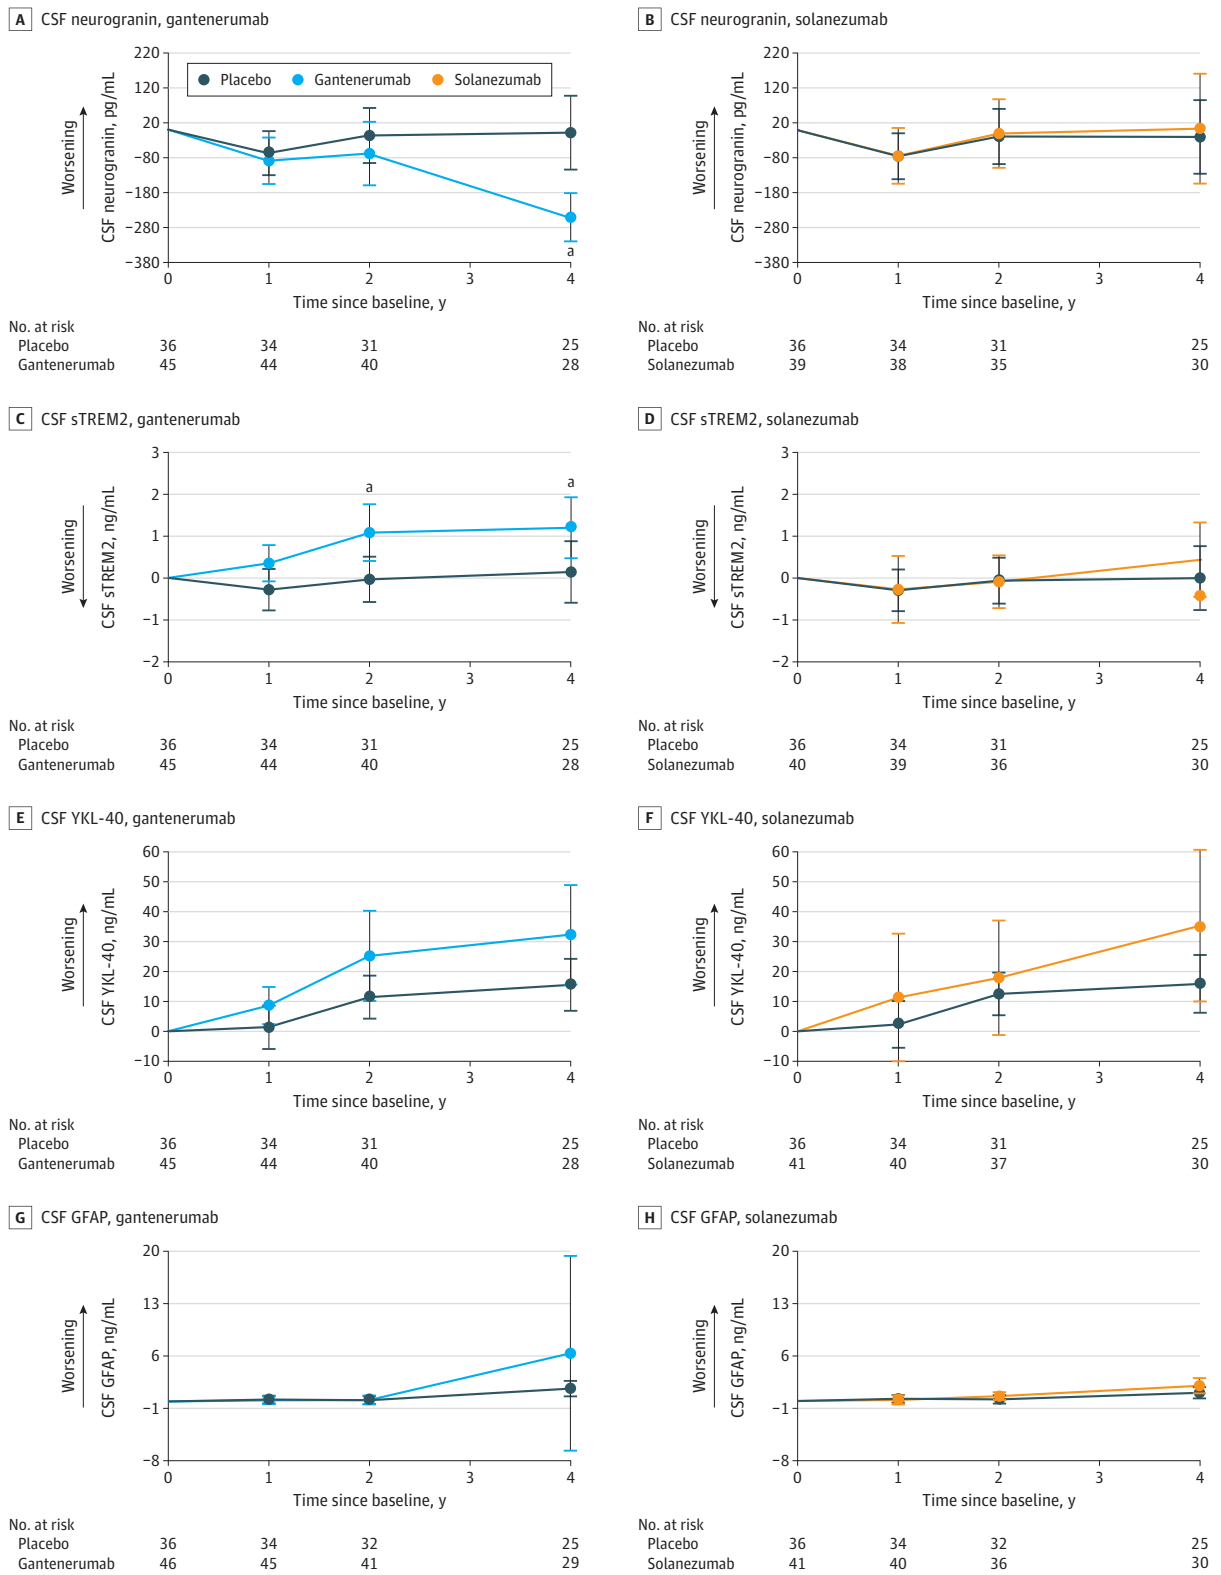 A CSF neurogranin, gantenerumab
Worsening
CSF neurogranin, pg/mL
220
120
20
−80
−180
−280
−380
Placebo Gantenerumab Solanezumab
a
0 1 2 3 4
Time since baseline, y
No. at risk
Placebo 36 34 31 25
Gantenerumab 45 44 40 28
B CSF neurogranin, solanezumab
Worsening
CSF neurogranin, pg/mL
220
120
20
−80
−180
−280
−380
0 1 2 3 4
Time since baseline, y
No. at risk
Placebo 36 34 31 25
Solanezumab 39 38 35 30
C CSF sTREM2, gantenerumab
Worsening
CSF sTREM2, ng/mL
3
2
1
0
−1
−2
a a
0 1 2 3 4
Time since baseline, y
No. at risk
Placebo 36 34 31 25
Gantenerumab 45 44 40 28
D CSF sTREM2, solanezumab
Worsening
CSF sTREM2, ng/mL
3
2
1
0
−1
−2
0 1 2 3 4
Time since baseline, y
No. at risk
Placebo 36 34 31 25
Solanezumab 40 39 36 30
E CSF YKL-40, gantenerumab
Worsening
CSF YKL-40, ng/mL
60
50
40
30
20
10
0
−10
0 1 2 3 4
Time since baseline, y
No. at risk
Placebo 36 34 31 25
Gantenerumab 45 44 40 28
F CSF YKL-40, solanezumab
Worsening
CSF YKL-40, ng/mL
60
50
40
30
20
10
0
−10
0 1 2 3 4
Time since baseline, y
No. at risk
Placebo 36 34 31 25
Solanezumab 41 40 37 30
G CSF GFAP, gantenerumab
Worsening
CSF GFAP, ng/mL
20
13
6
−1
−8
0 1 2 3 4
Time since baseline, y
No. at risk
Placebo 36 34 32 25
Gantenerumab 46 45 41 29
H CSF GFAP, solanezumab
Worsening
CSF GFAP, ng/mL
20
13
6
−1
−8
0 1 2 3 4
Time since baseline, y
No. at risk
Placebo 36 34 32 25
Solanezumab 41 40 36 30